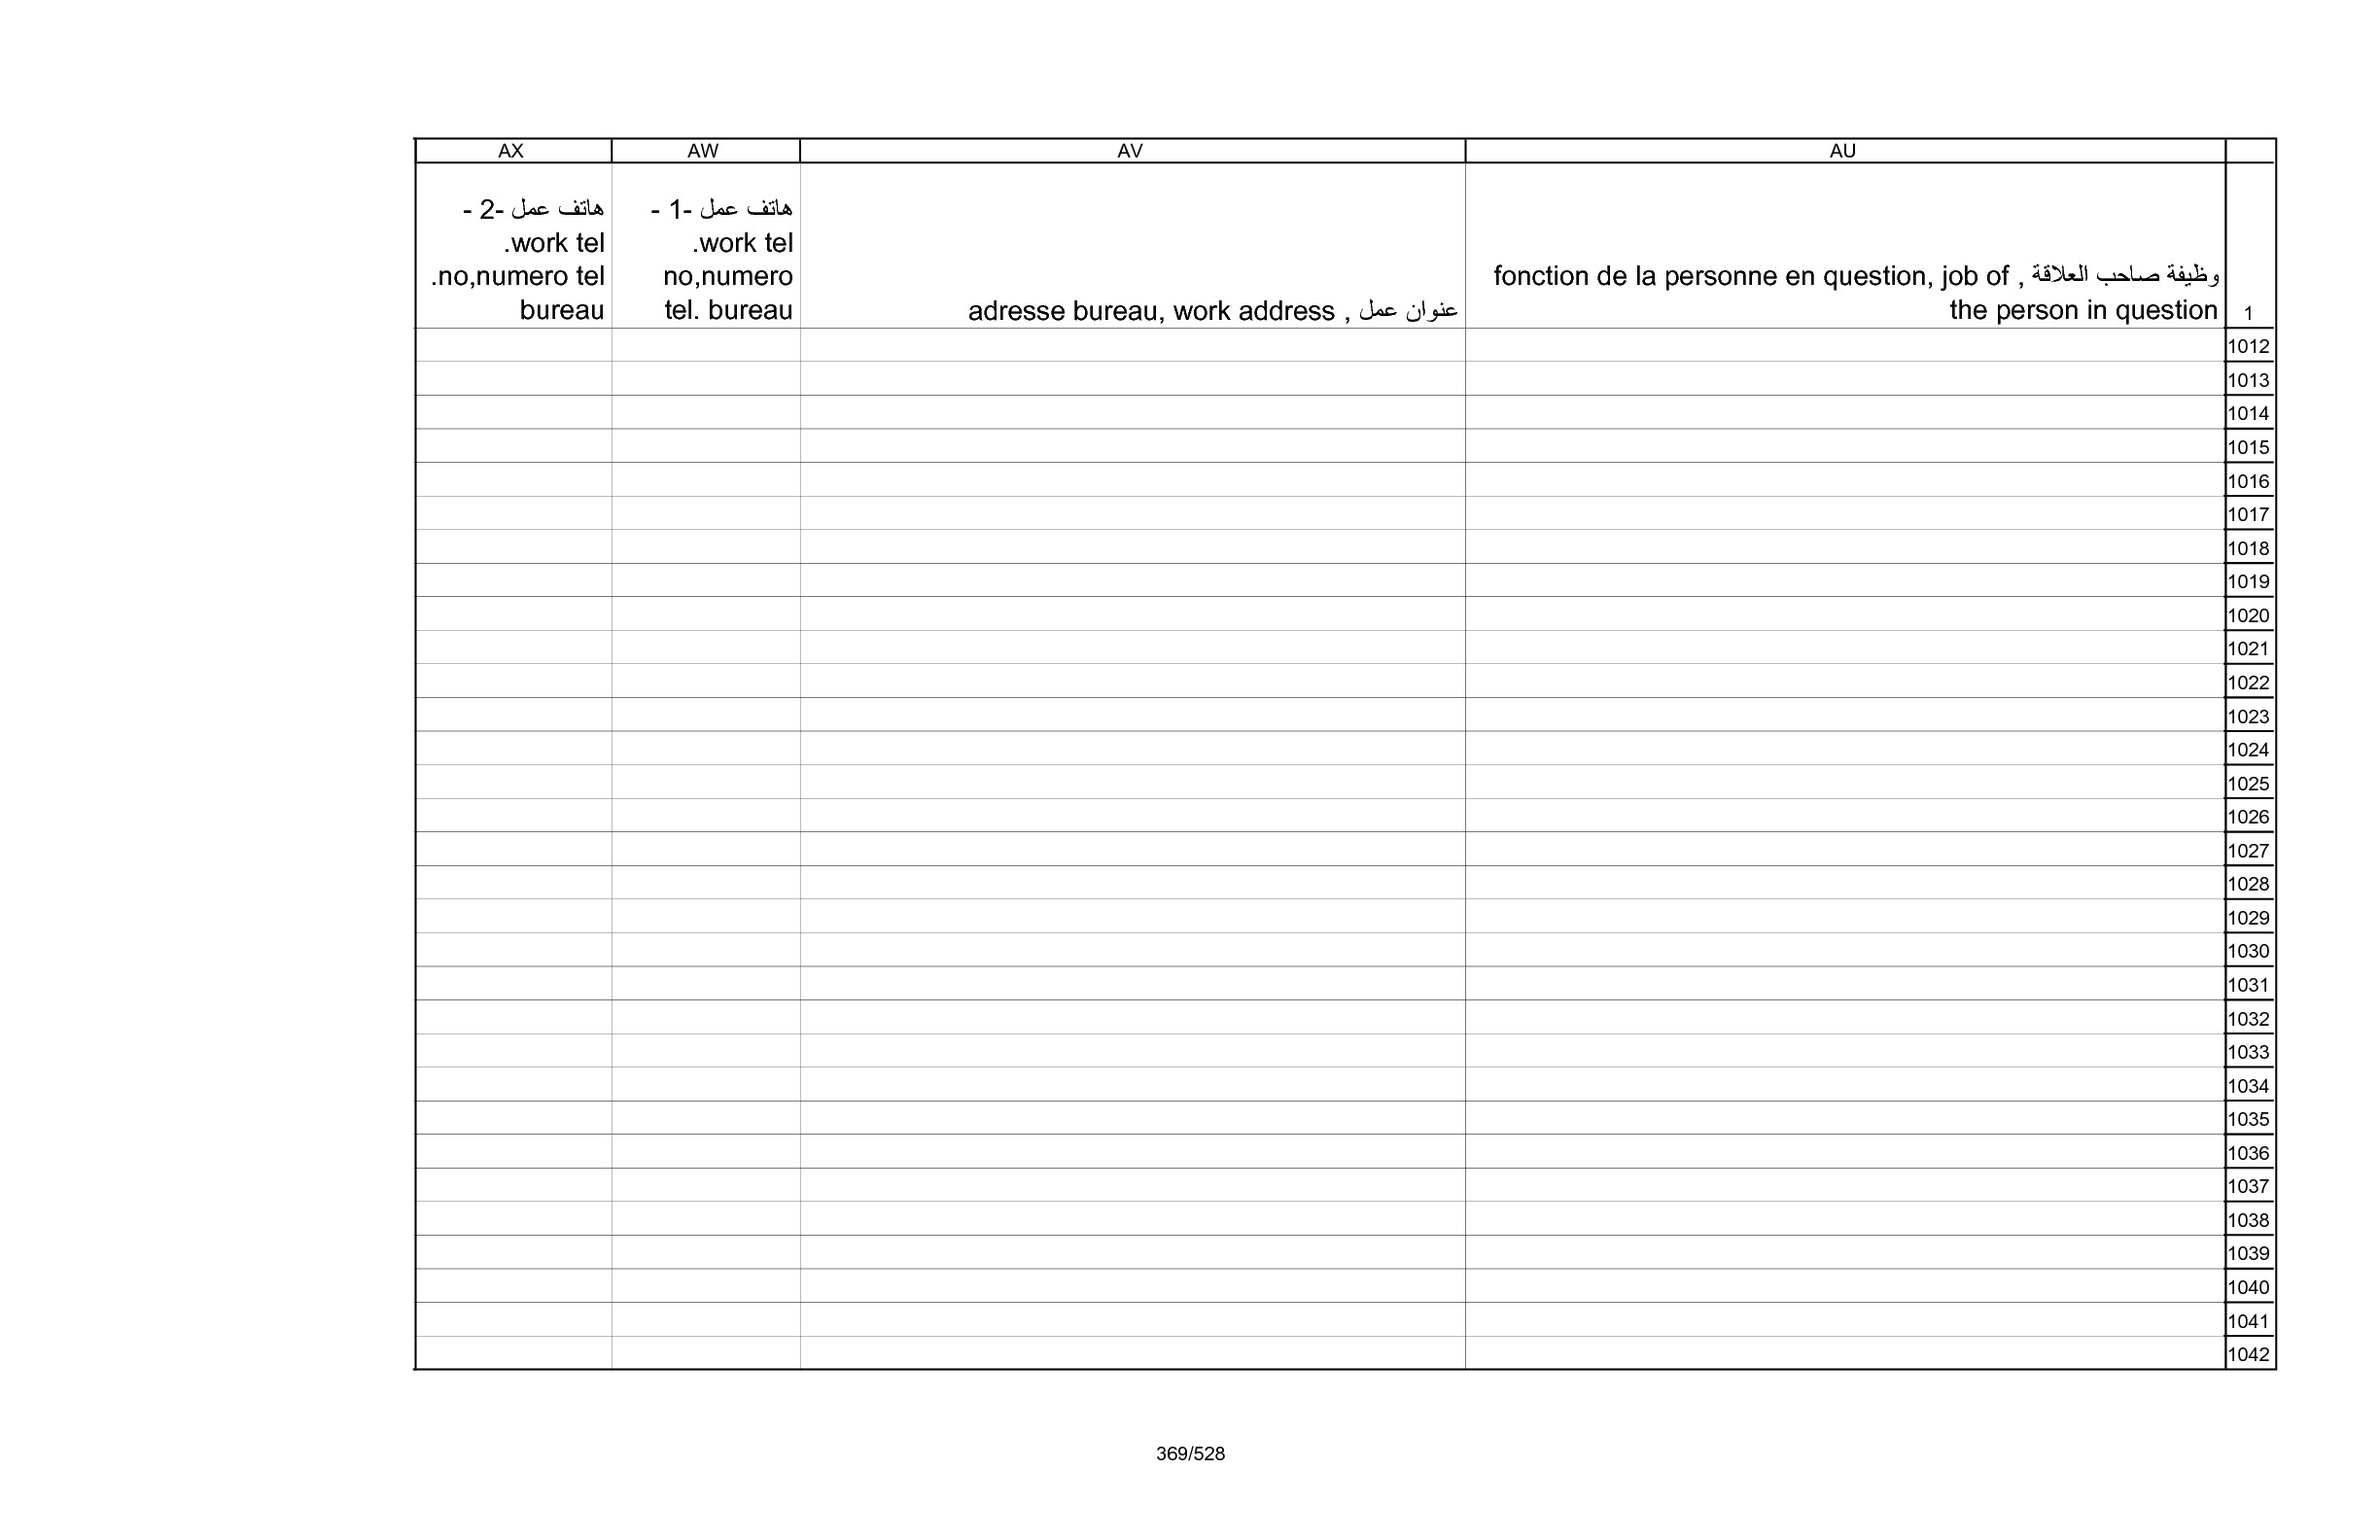 AU
AV
AW
AX
1
وظيفة صاحب العلاقة , fonction de la personne en question, job of
the person in question
عنوان عمل , adresse bureau, work address
هاتف عمل -1 -
work tel.
no,numero
tel. bureau
هاتف عمل -2 -
work tel.
no,numero tel.
bureau
1012
1013
1014
1015
1016
1017
1018
1019
1020
1021
1022
1023
1024
1025
1026
1027
1028
1029
1030
1031
1032
1033
1034
1035
1036
1037
1038
1039
1040
1041
1042
369/528